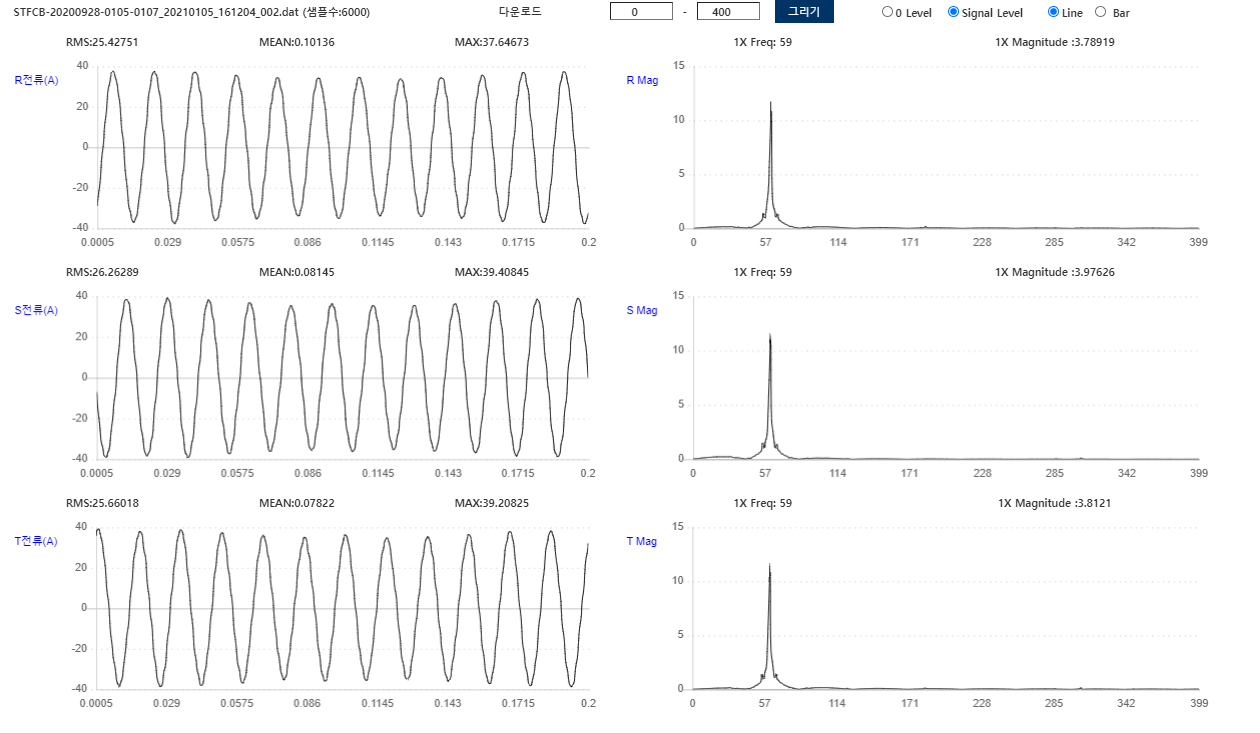 STFCB-20200928-0105-0107_20210105_161204_002.dat (샘플수:6000) 다운로드 0 - 400 그리기 0 Level Signal Level Line Bar
RMS:25.42751 MEAN:0.10136 MAX:37.64673 1X Freq: 59 1X Magnitude :3.78919
R전류(A) R Mag
40
20
0
-20
-40
0.0005 0.029 0.0575 0.086 0.1145 0.143 0.1715 0.2
15
10
5
0
0 57 114 171 228 285 342 399
RMS:26.26289 MEAN:0.08145 MAX:39.40845 1X Freq: 59 1X Magnitude :3.97626
S전류(A) S Mag
40
20
0
-20
-40
0.0005 0.029 0.0575 0.086 0.1145 0.143 0.1715 0.2
15
10
5
0
0 57 114 171 228 285 342 399
RMS:25.66018 MEAN:0.07822 MAX:39.20825 1X Freq: 59 1X Magnitude :3.8121
T전류(A) T Mag
40
20
0
-20
-40
0.0005 0.029 0.0575 0.086 0.1145 0.143 0.1715 0.2
15
10
5
0
0 57 114 171 228 285 342 399